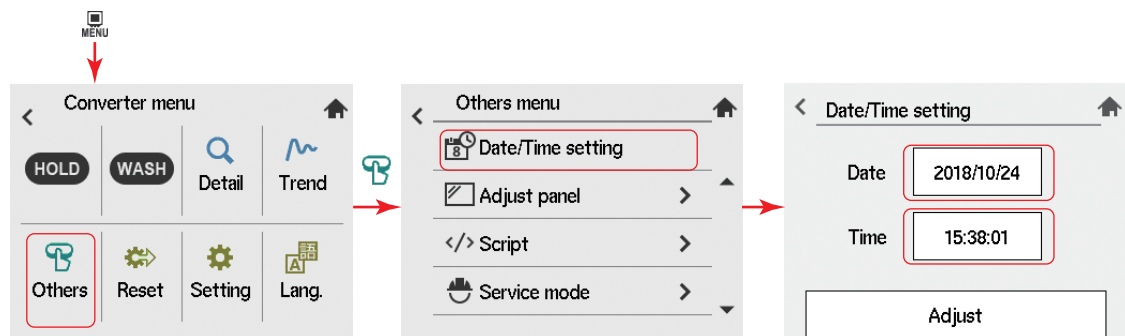 MENU
Converter menu
HOLD
WASH
Detail
Trend
Others
Reset
Setting
Lang.
Others menu
8 Date/Time setting
Adjust panel
</> Script
Service mode
Date/Time setting
Date 2018/10/24
Time 15:38:01
Adjust